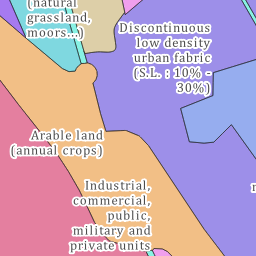 (natural
grassland,
moors...)
Discontinuous
low density
urban fabric
(S.L. : 10% -
30%)
Arable land
(annual crops)
Industrial,
commercial,
public,
military and
private units